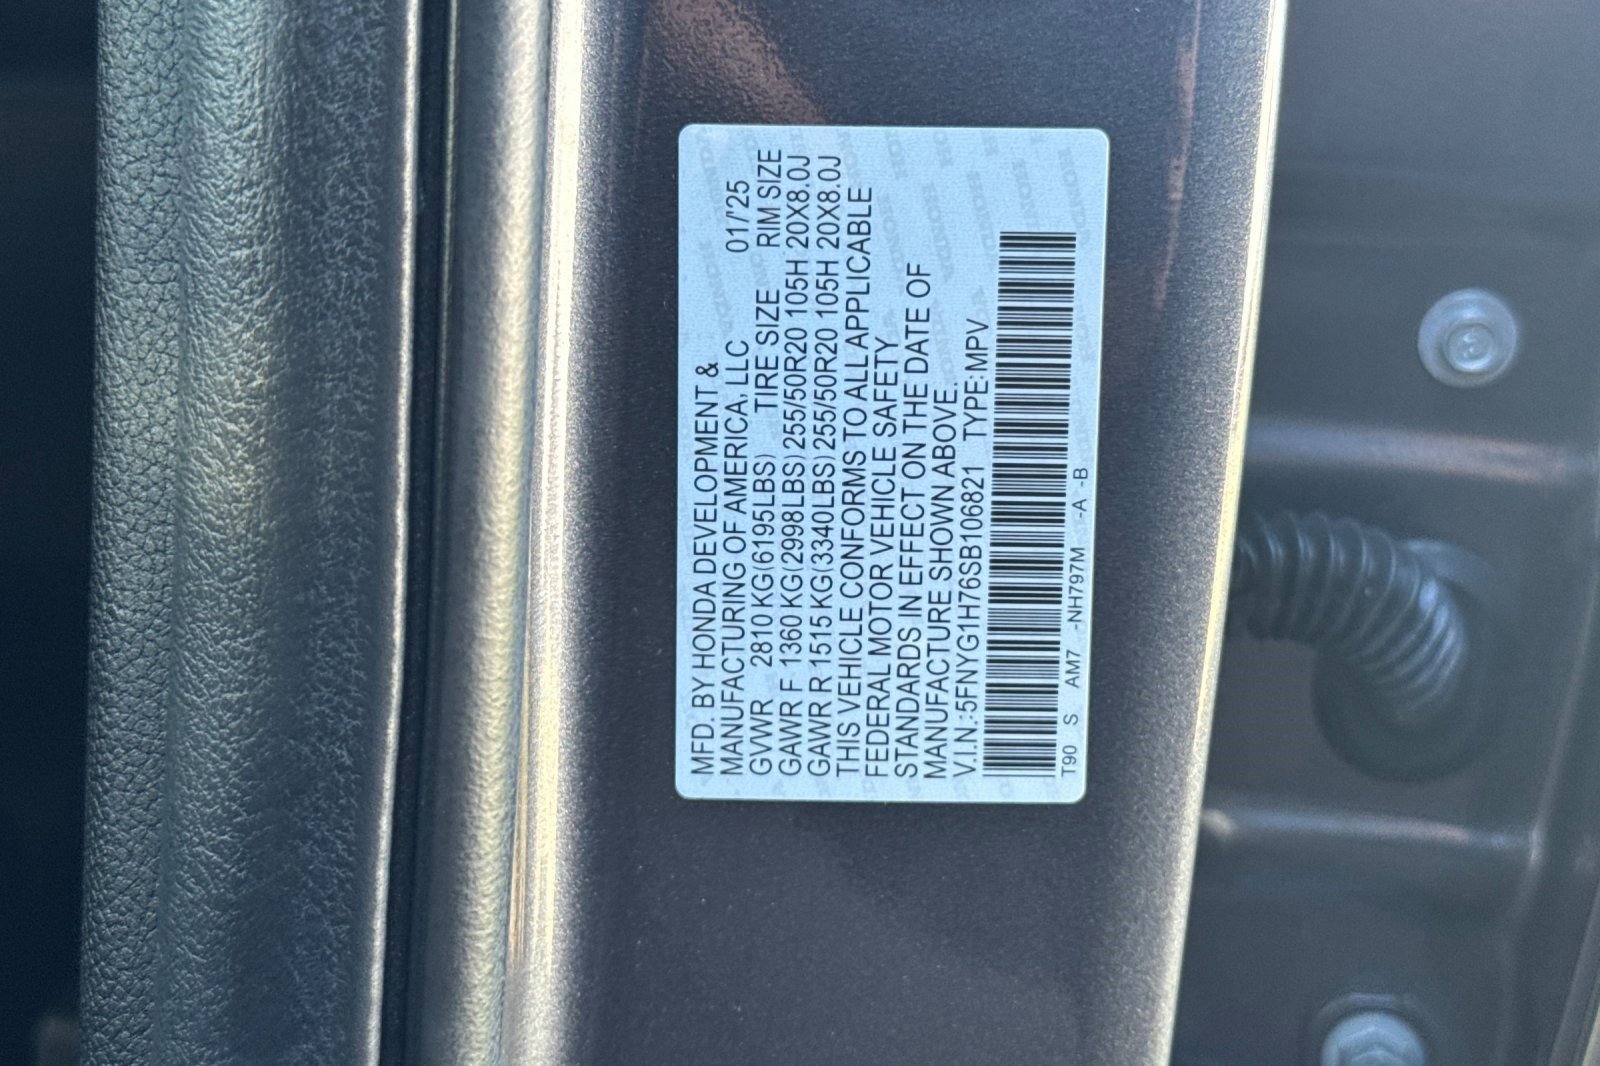 MFD. BY HONDA DEVELOPMENT &
MANUFACTURING OF AMERICA, LLC 01/'25
GVWR 2810 KG(6195LBS) TIRE SIZE RIM SIZE
GAWR F 1360 KG(2998LBS) 255/50R20 105H 20X8.0J
GAWR R 1515 KG(3340LBS) 255/50R20 105H 20X8.0J
THIS VEHICLE CONFORMS TO ALL APPLICABLE
FEDERAL MOTOR VEHICLE SAFETY
STANDARDS IN EFFECT ON THE DATE OF
MANUFACTURE SHOWN ABOVE.
V.I.N.:5FNYG1H76SB106821 TYPE:MPV
T90 S AM7 -NH797M -A -B